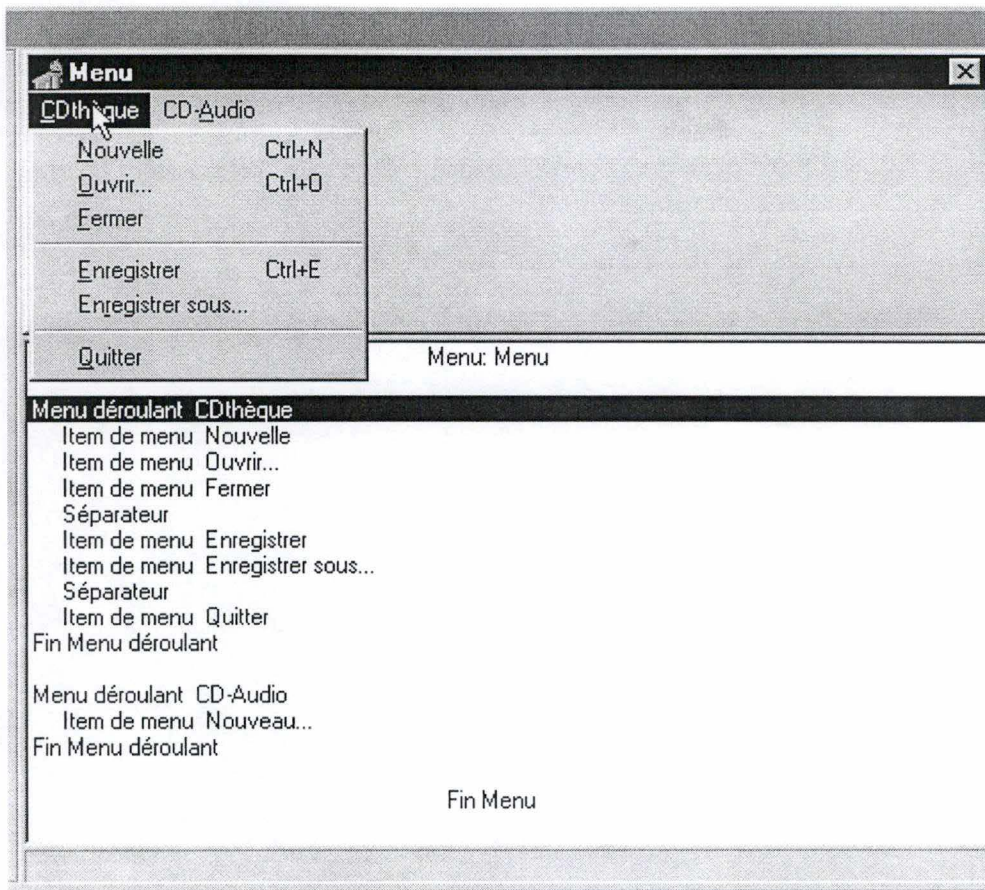 Menu
CDthèque CD-Audio
Nouvelle Ctrl+N
Ouvrir... Ctrl+O
Fermer
Enregistrer Ctrl+E
Enregistrer sous...
Quitter
Menu: Menu
Menu déroulant CDthèque
Item de menu Nouvelle
Item de menu Ouvrir...
Item de menu Fermer
Séparateur
Item de menu Enregistrer
Item de menu Enregistrer sous...
Séparateur
Item de menu Quitter
Fin Menu déroulant
Menu déroulant CD-Audio
Item de menu Nouveau...
Fin Menu déroulant
Fin Menu